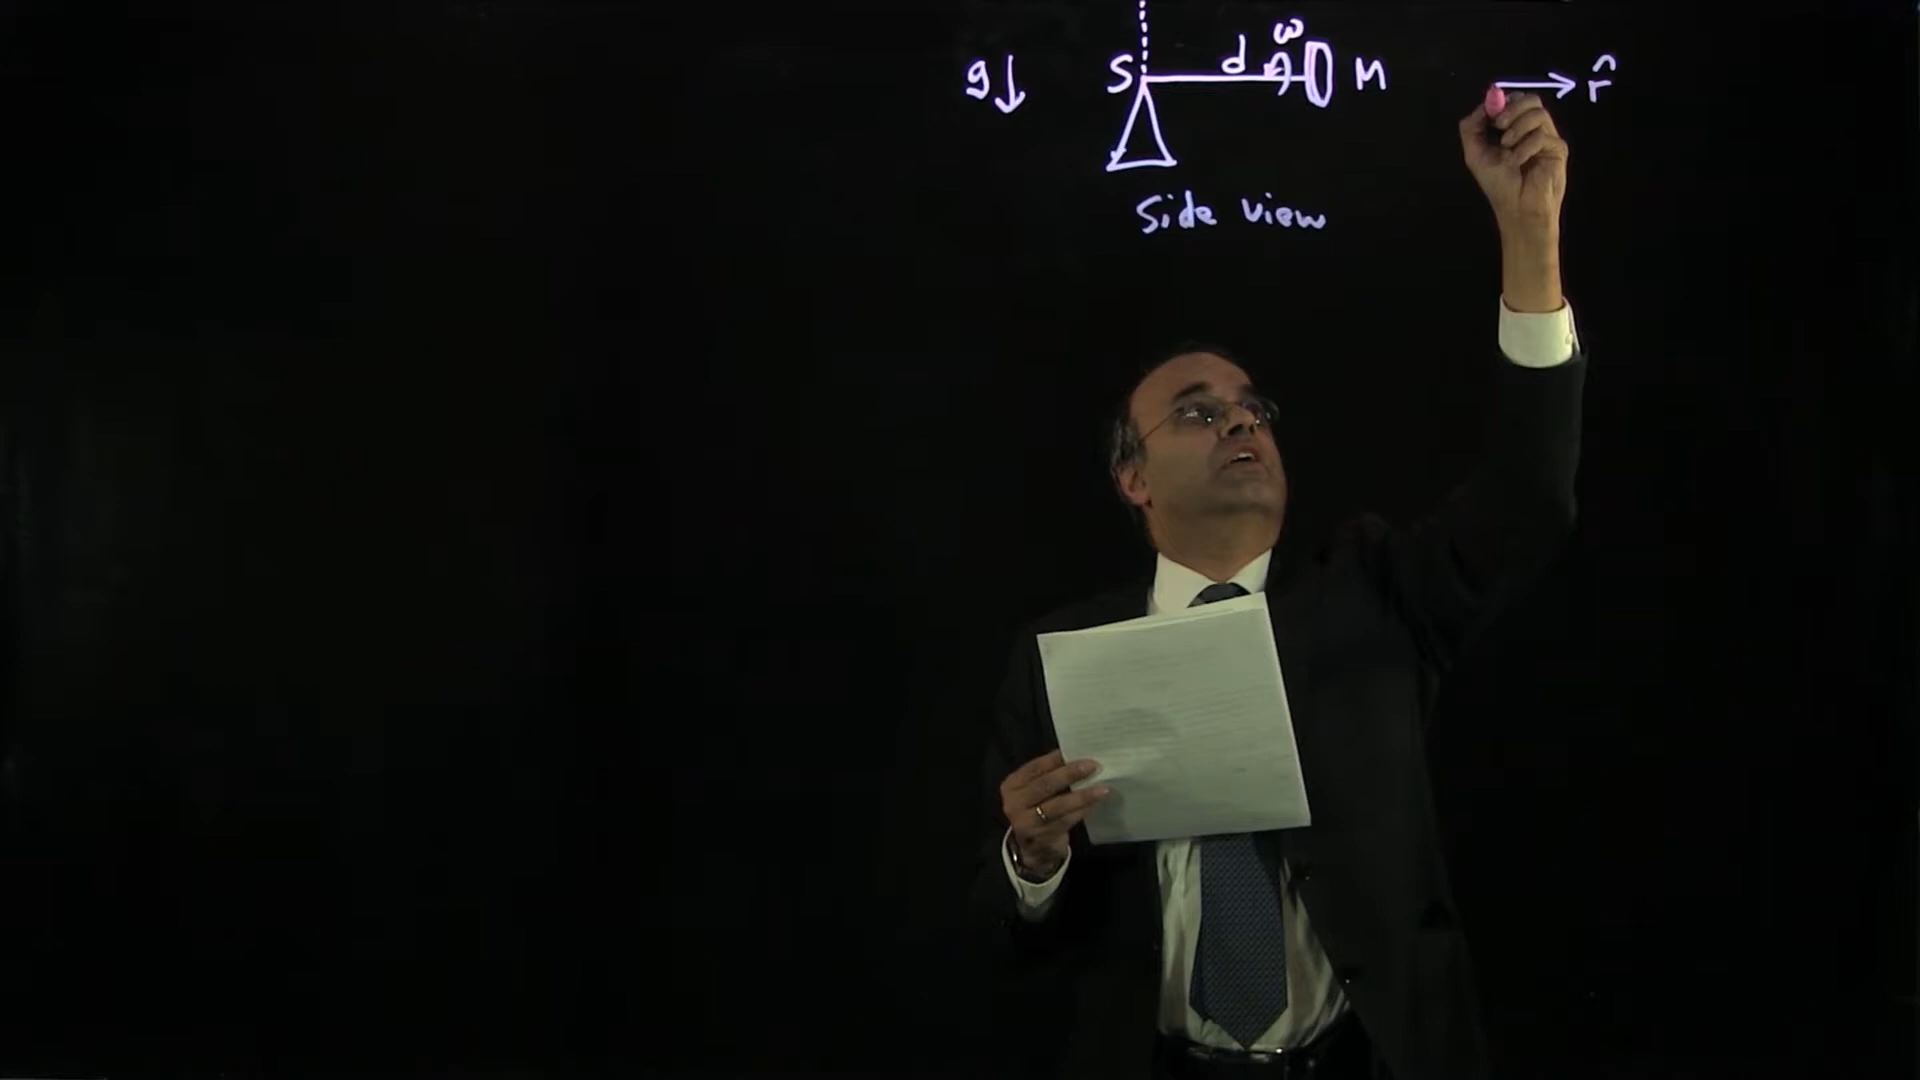 g↓ S d ω M → r̂
Side view